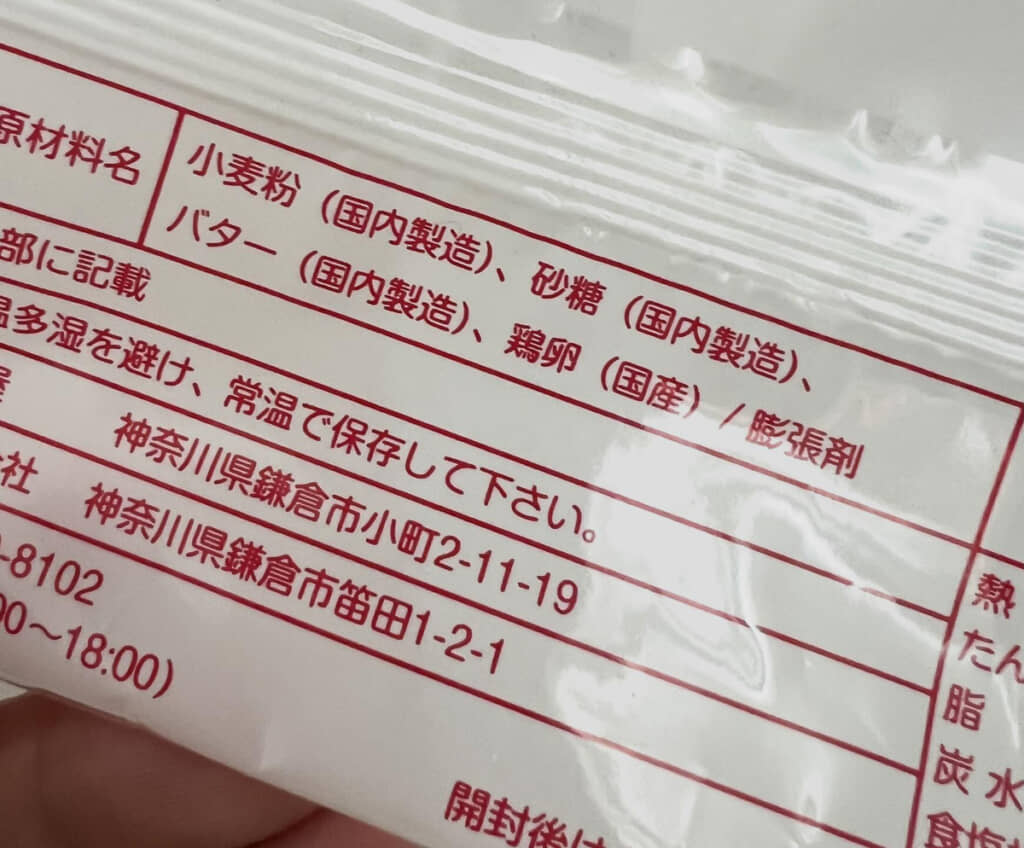 原材料名
小麦粉（国内製造）、砂糖（国内製造）、
バター（国内製造）、鶏卵（国産）/膨張剤
部に記載
温多湿を避け、常温で保存して下さい。
神奈川県鎌倉市小町2-11-19
社 神奈川県鎌倉市笛田1-2-1
-8102
00～18:00)
開封後は
熱
たん
脂
炭水
食塩